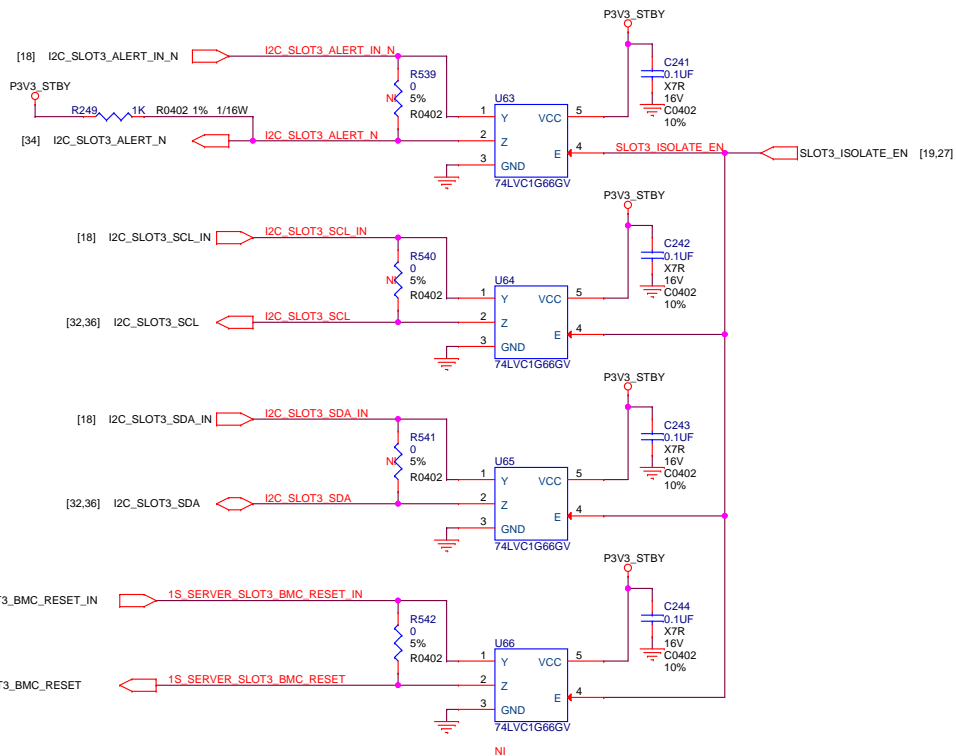 P3V3_STBY
[18] I2C_SLOT3_ALERT_IN_N
I2C_SLOT3_ALERT_IN_N
C241
0.1UF
X7R
16V
C0402
10%
R539
0
5%
R0402
NI
P3V3_STBY
R249 1K R0402 1% 1/16W
U63
1 Y VCC 5
[34] I2C_SLOT3_ALERT_N
I2C_SLOT3_ALERT_N
2 Z
E 4
SLOT3_ISOLATE_EN
SLOT3_ISOLATE_EN [19,27]
3 GND
74LVC1G66GV
P3V3_STBY
[18] I2C_SLOT3_SCL_IN
I2C_SLOT3_SCL_IN
C242
0.1UF
X7R
16V
C0402
10%
R540
0
5%
R0402
NI
U64
1 Y VCC 5
[32,36] I2C_SLOT3_SCL
I2C_SLOT3_SCL
2 Z
E 4
3 GND
74LVC1G66GV
P3V3_STBY
[18] I2C_SLOT3_SDA_IN
I2C_SLOT3_SDA_IN
C243
0.1UF
X7R
16V
C0402
10%
R541
0
5%
R0402
NI
U65
1 Y VCC 5
[32,36] I2C_SLOT3_SDA
I2C_SLOT3_SDA
2 Z
E 4
3 GND
74LVC1G66GV
P3V3_STBY
T3_BMC_RESET_IN
1S_SERVER_SLOT3_BMC_RESET_IN
C244
0.1UF
X7R
16V
C0402
10%
R542
0
5%
R0402
U66
1 Y VCC 5
T3_BMC_RESET
1S_SERVER_SLOT3_BMC_RESET
2 Z
E 4
3 GND
74LVC1G66GV
NI